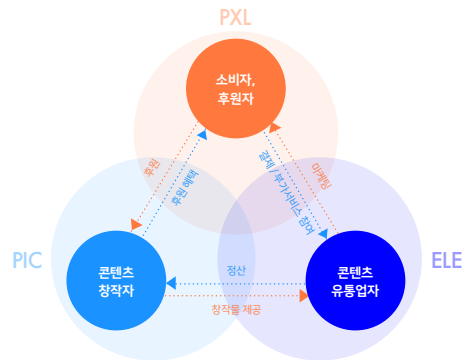 PXL
소비자,
후원자
후원
후원 혜택
결제 / 부가서비스 참여
마케팅
PIC
콘텐츠
창작자
정산
창작물 제공
콘텐츠
유통업자
ELE